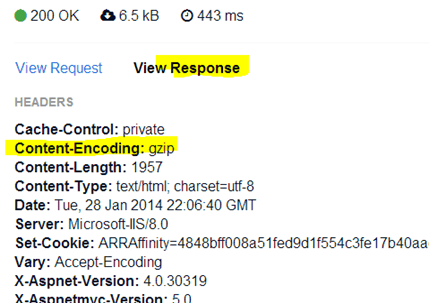 200 OK 6.5 kB 443 ms
View Request View Response
HEADERS
Cache-Control: private
Content-Encoding: gzip
Content-Length: 1957
Content-Type: text/html; charset=utf-8
Date: Tue, 28 Jan 2014 22:06:40 GMT
Server: Microsoft-IIS/8.0
Set-Cookie: ARRAffinity=4848bff008a51fed9d1f554c3fe17b40aa
Vary: Accept-Encoding
X-Aspnet-Version: 4.0.30319
X-Aspnetmvc-Version: 5.0